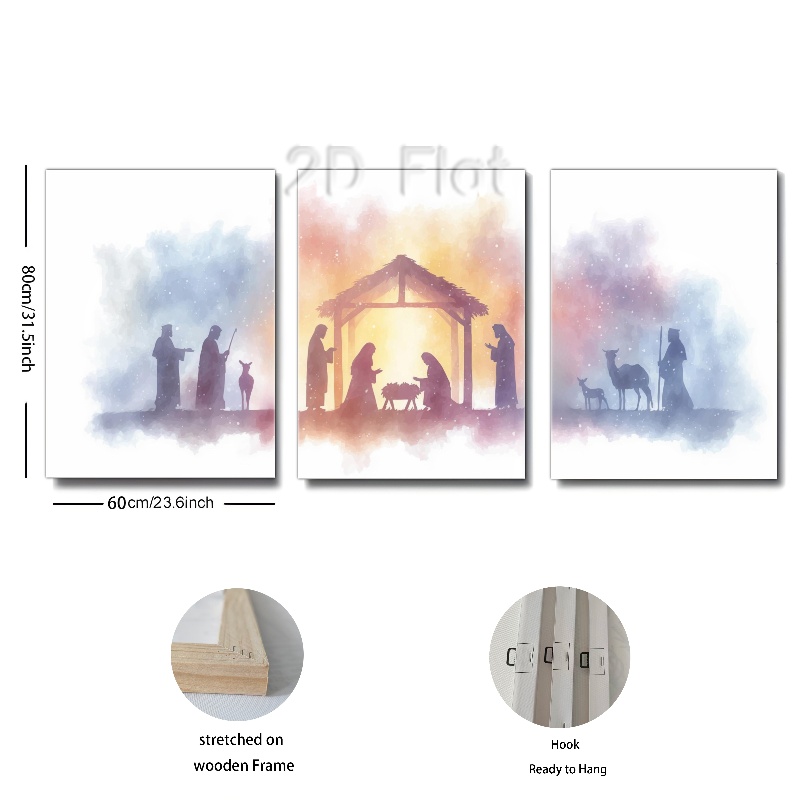 2D Flat
80cm/31.5inch
60cm/23.6inch
stretched on
wooden Frame
Hook
Ready to Hang